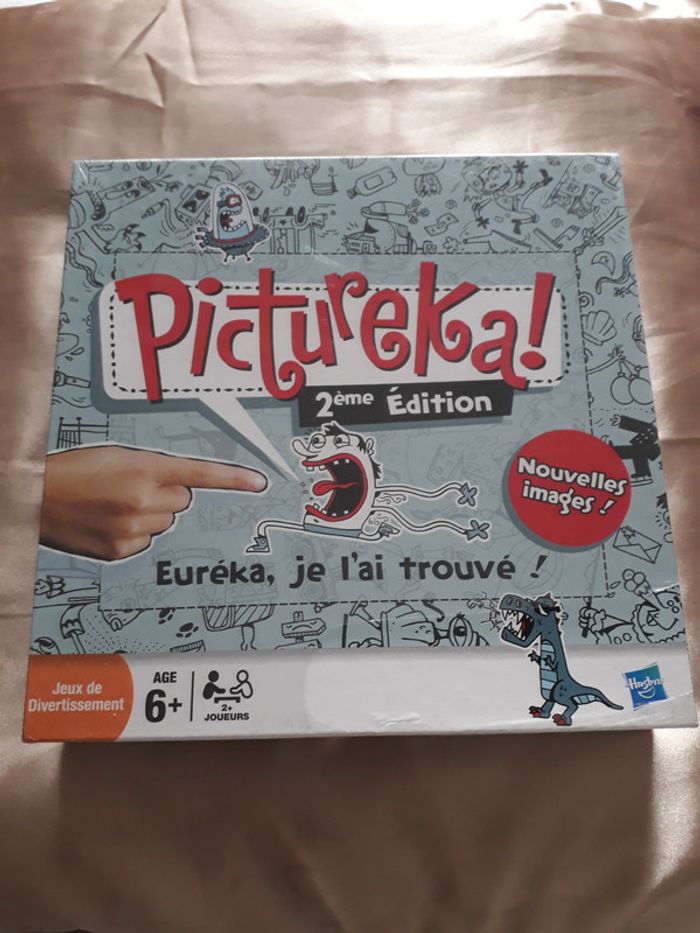 Pictureka!
2ème Édition
Nouvelles
images !
Euréka, je l'ai trouvé !
Jeux de
Divertissement
AGE
6+
2+
JOUEURS
Hasbro